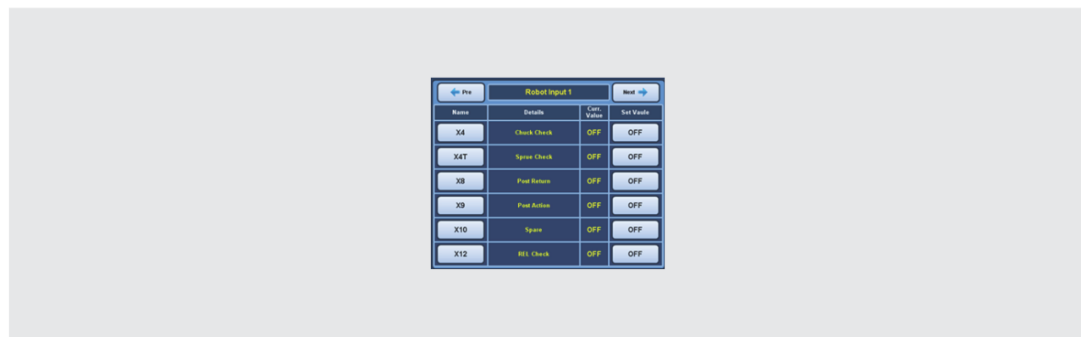 Pre Robot Input 1 Next
Name Details Curr. Value Set Vaule
X4 Chuck Check OFF OFF
X4T Sprue Check OFF OFF
X8 Post Return OFF OFF
X9 Post Action OFF OFF
X10 Spare OFF OFF
X12 REL Check OFF OFF